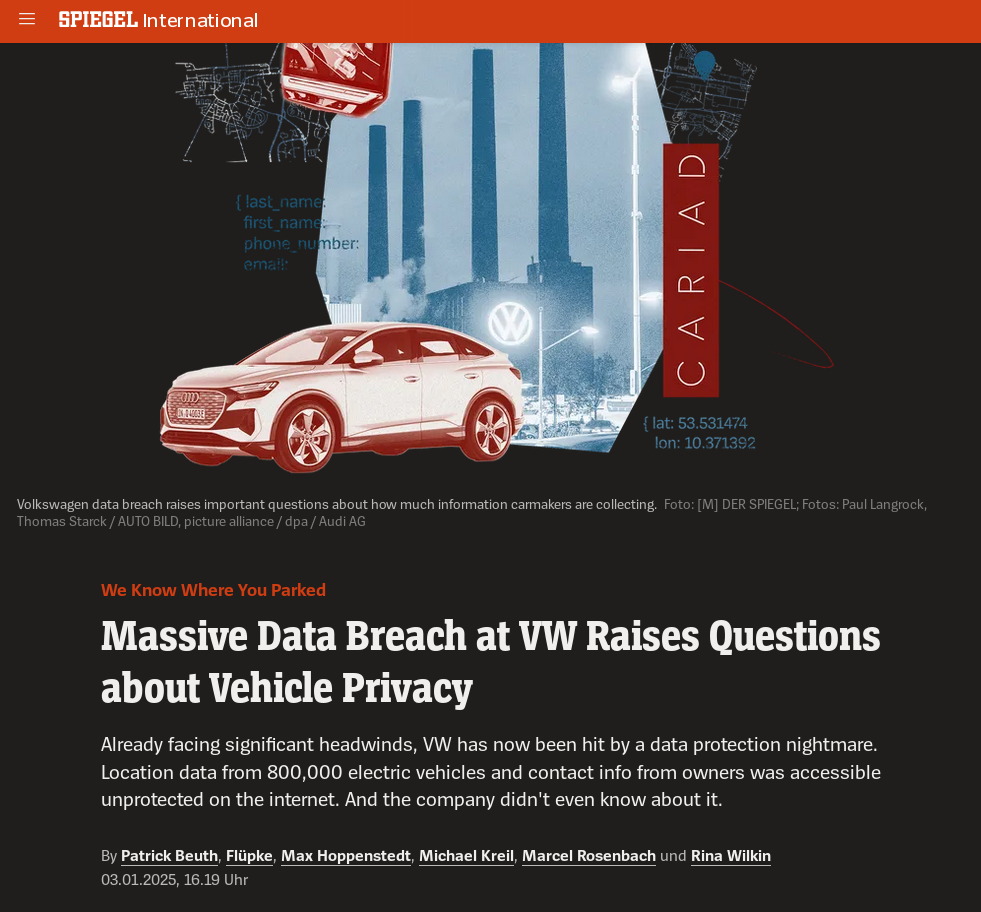 SPIEGEL International
{ last_name:
first_name:
phone_number:
email:
CARIAD
{ lat: 53.531474
lon: 10.371392
Volkswagen data breach raises important questions about how much information carmakers are collecting. Foto: [M] DER SPIEGEL; Fotos: Paul Langrock,
Thomas Starck / AUTO BILD, picture alliance / dpa / Audi AG
We Know Where You Parked
Massive Data Breach at VW Raises Questions
about Vehicle Privacy
Already facing significant headwinds, VW has now been hit by a data protection nightmare.
Location data from 800,000 electric vehicles and contact info from owners was accessible
unprotected on the internet. And the company didn't even know about it.
By Patrick Beuth, Flüpke, Max Hoppenstedt, Michael Kreil, Marcel Rosenbach und Rina Wilkin
03.01.2025, 16.19 Uhr